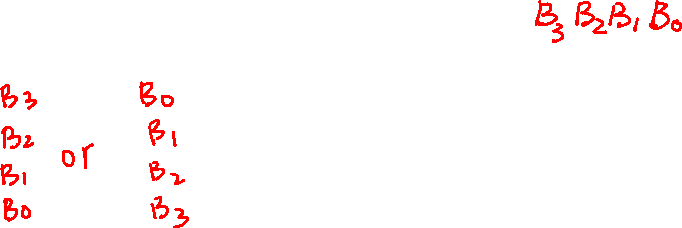 B₃ B₂ B₁ B₀
B₃ B₀
B₂ B₁
or
B₁ B₂
B₀ B₃